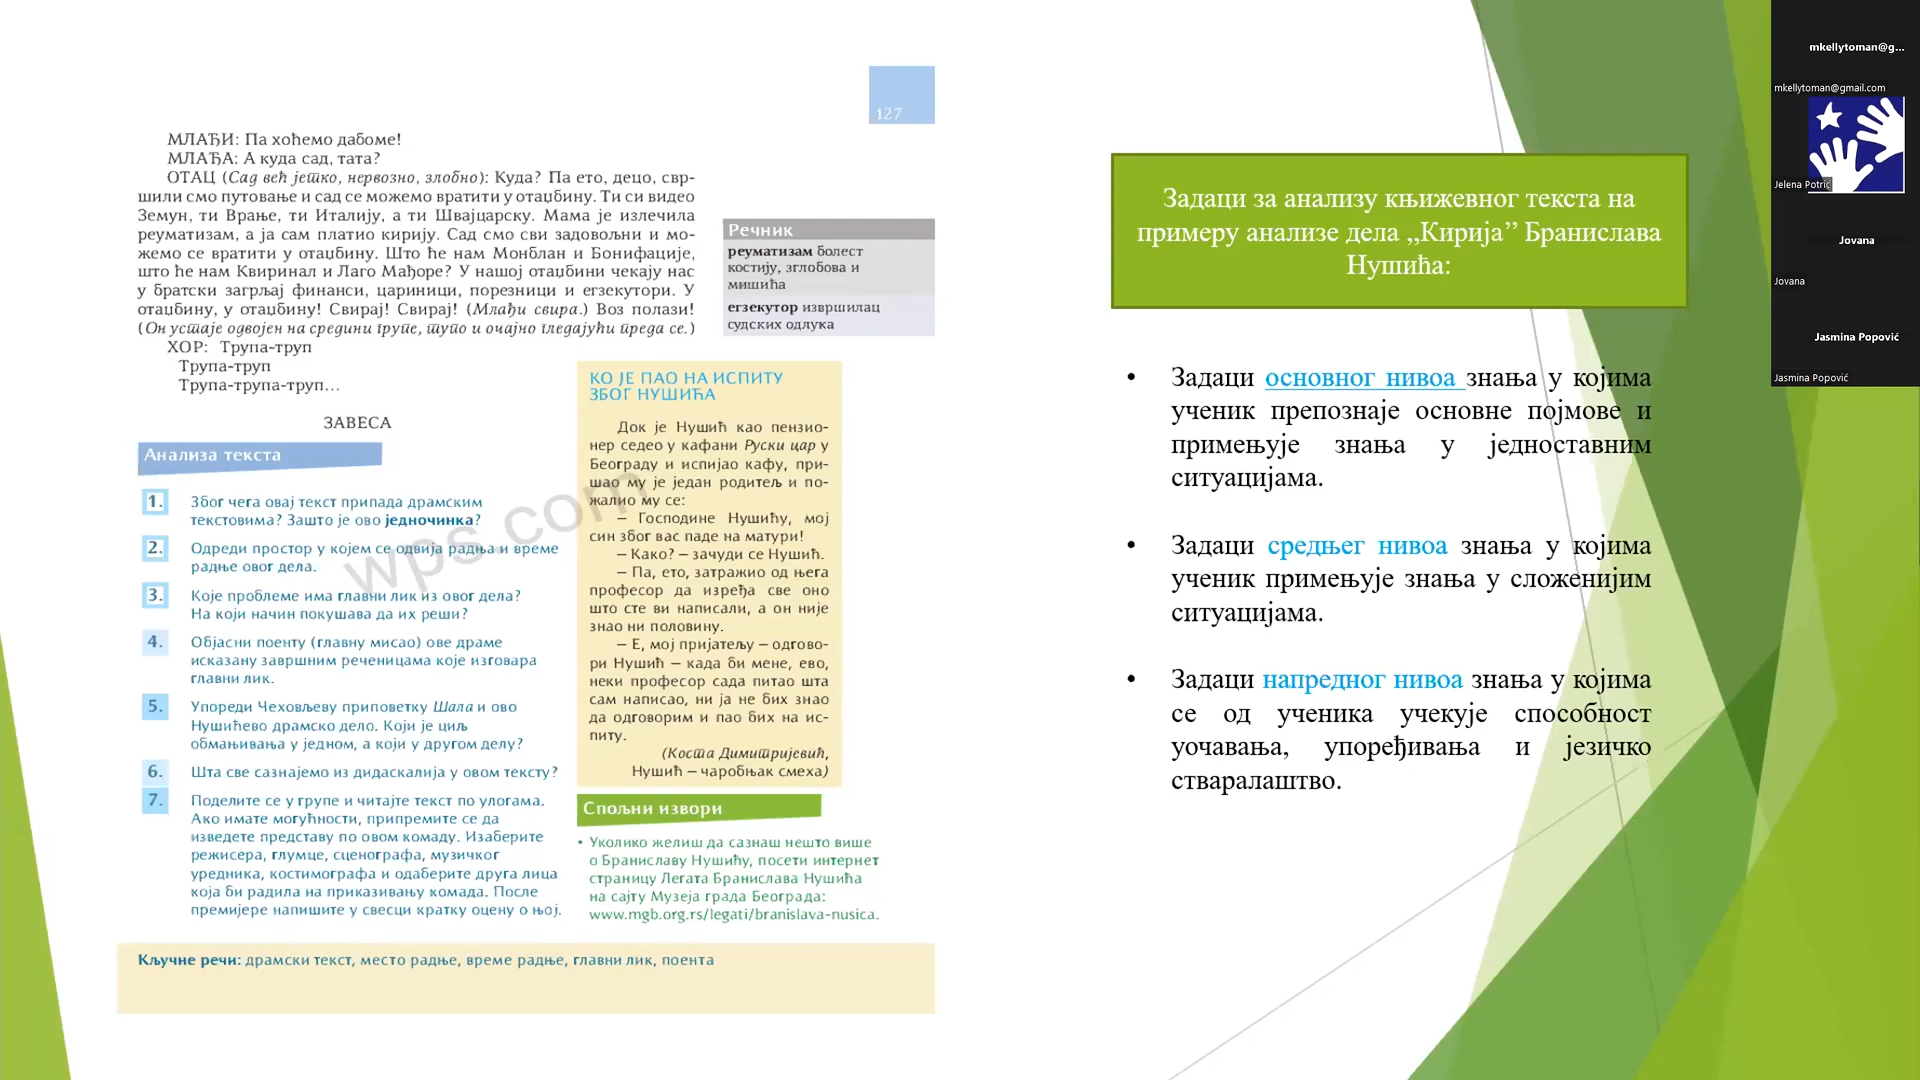 127
МЛАЂИ: Па хоћемо дабоме!
МЛАЂА: А куда сад, тата?
ОТАЦ (Сад већ јетко, нервозно, злобно): Куда? Па ето, децо, свр-
шили смо путовање и сад се можемо вратити у отаџбину. Ти си видео
Земун, ти Врање, ти Италију, а ти Швајцарску. Мама је излечила
реуматизам, а ја сам платио кирију. Сад смо сви задовољни и мо-
жемо се вратити у отаџбину. Што ће нам Монблан и Бонифације,
што ће нам Квиринал и Лаго Мађоре? У нашој отаџбини чекају нас
у братски загрљај финанси, цариници, порезници и егзекутори. У
отаџбину, у отаџбину! Свирај! Свирај! (Млађи свира.) Воз полази!
(Он устаје одвојен на средини групе, тупо и очајно гледајући преда се.)
ХОР: Трупа-труп
Трупа-труп
Трупа-трупа-труп...
ЗАВЕСА
Речник
реуматизам болест
костију, зглобова и
мишића
егзекутор извршилац
судских одлука
Анализа текста
1. Због чега овај текст припада драмским
текстовима? Зашто је ово једночинка?
2. Одреди простор у којем се одвија радња и време
радње овог дела.
3. Које проблеме има главни лик из овог дела?
На који начин покушава да их реши?
4. Објасни поенту (главну мисао) ове драме
исказану завршним реченицама које изговара
главни лик.
5. Упореди Чеховљеву приповетку Шала и ово
Нушићево драмско дело. Који је циљ
обмањивања у једном, а који у другом делу?
6. Шта све сазнајемо из дидаскалија у овом тексту?
7. Поделите се у групе и читајте текст по улогама.
Ако имате могућности, припремите се да
изведете представу по овом комаду. Изаберите
режисера, глумце, сценографа, музичког
уредника, костимографа и одаберите друга лица
која би радила на приказивању комада. После
премијере напишите у свесци кратку оцену о њој.
КО ЈЕ ПАО НА ИСПИТУ
ЗБОГ НУШИЋА
Док је Нушић као пензио-
нер седео у кафани Руски цар у
Београду и испијао кафу, при-
шао му је један родитељ и по-
жалио му се:
– Господине Нушићу, мој
син због вас паде на матури!
– Како? – зачуди се Нушић.
– Па, ето, затражио од њега
професор да изређа све оно
што сте ви написали, а он није
знао ни половину.
– Е, мој пријатељу – одгово-
ри Нушић – када би мене, ево,
неки професор сада питао шта
сам написао, ни ја не бих знао
да одговорим и пао бих на ис-
питу.
(Коста Димитријевић,
Нушић – чаробњак смеха)
Спољни извори
• Уколико желиш да сазнаш нешто више
о Браниславу Нушићу, посети интернет
страницу Легата Бранислава Нушића
на сајту Музеја града Београда:
www.mgb.org.rs/legati/branislava-nusica.
Кључне речи: драмски текст, место радње, време радње, главни лик, поента
wps.com
Задаци за анализу књижевног текста на
примеру анализе дела ,,Кирија’’ Бранислава
Нушића:
• Задаци основног нивоа знања у којима
ученик препознаје основне појмове и
примењује знања у једноставним
ситуацијама.
• Задаци средњег нивоа знања у којима
ученик примењује знања у сложенијим
ситуацијама.
• Задаци напредног нивоа знања у којима
се од ученика учекује способност
уочавања, упоређивања и језичко
стваралаштво.
mkellytoman@g...
mkellytoman@gmail.com
Jelena Potrić
Jovana
Jovana
Jasmina Popović
Jasmina Popović